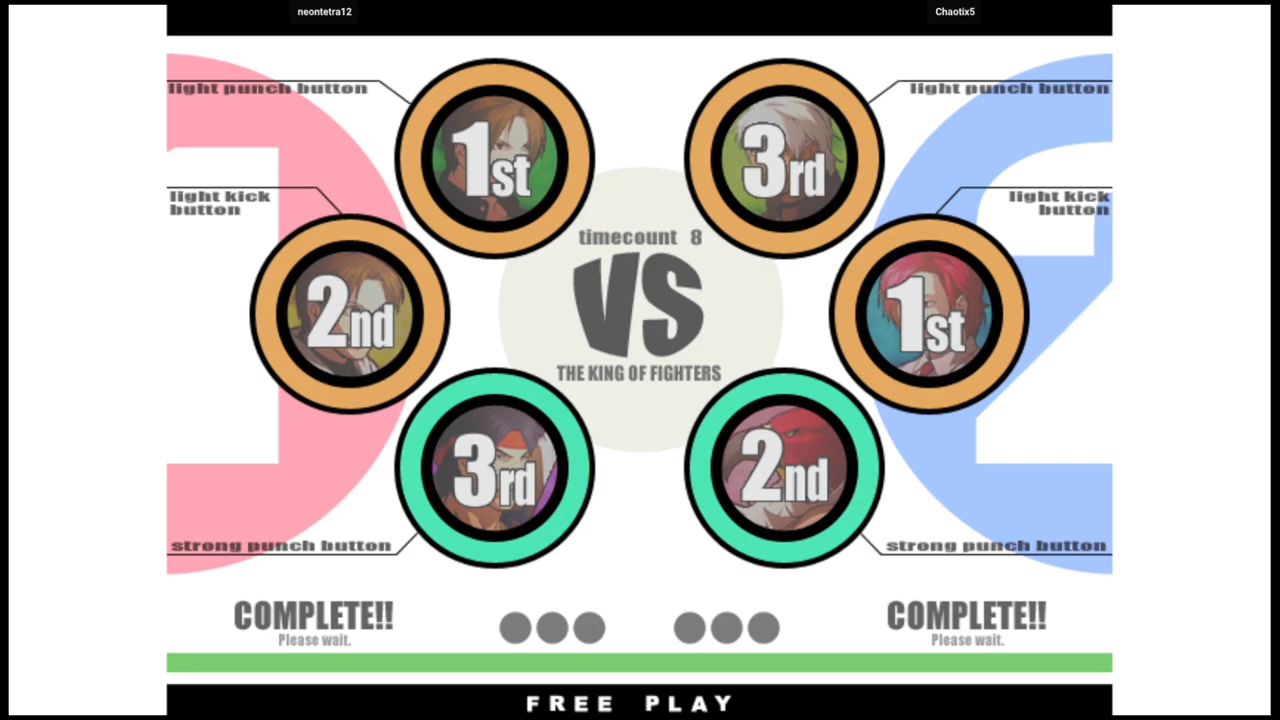 neontetra12
Chaotix5
light punch button
light punch button
1st
3rd
light kick
button
light kick
button
timecount 8
VS
THE KING OF FIGHTERS
2nd
1st
3rd
2nd
strong punch button
strong punch button
COMPLETE!!
Please wait.
COMPLETE!!
Please wait.
FREE PLAY